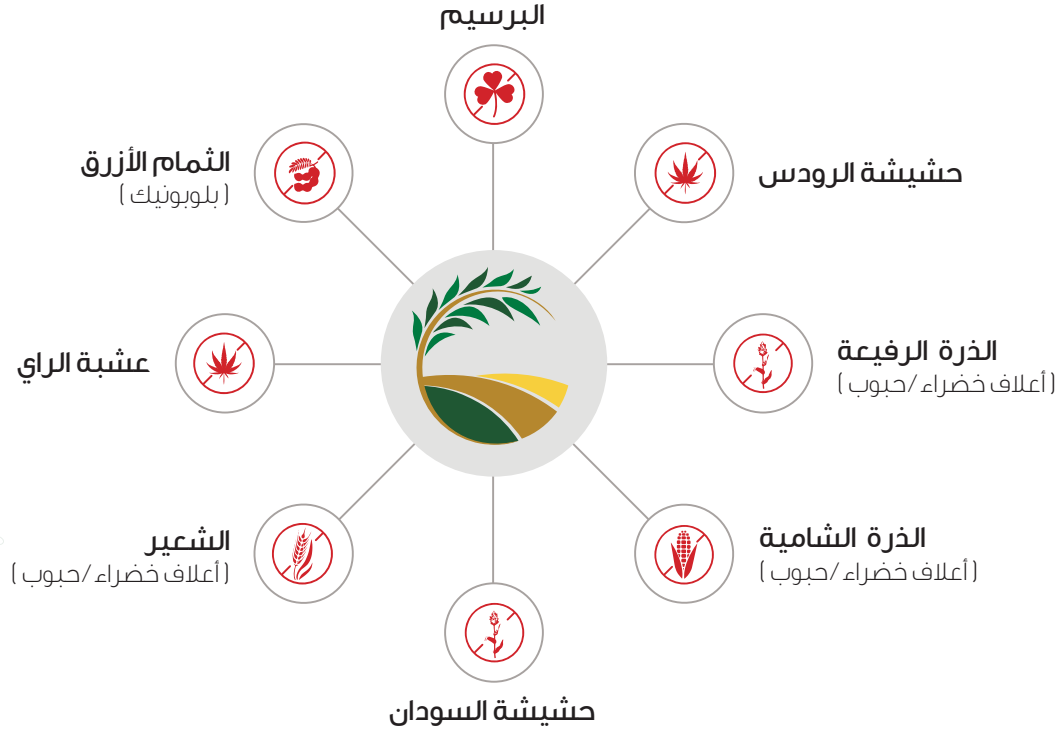 البرسيم
حشيشة الرودس
الثمام الأزرق
(بلوبونيك)
الذرة الرفيعة
(أعلاف خضراء/حبوب)
عشبة الراي
الذرة الشامية
(أعلاف خضراء/حبوب)
الشعير
(أعلاف خضراء/حبوب)
حشيشة السودان